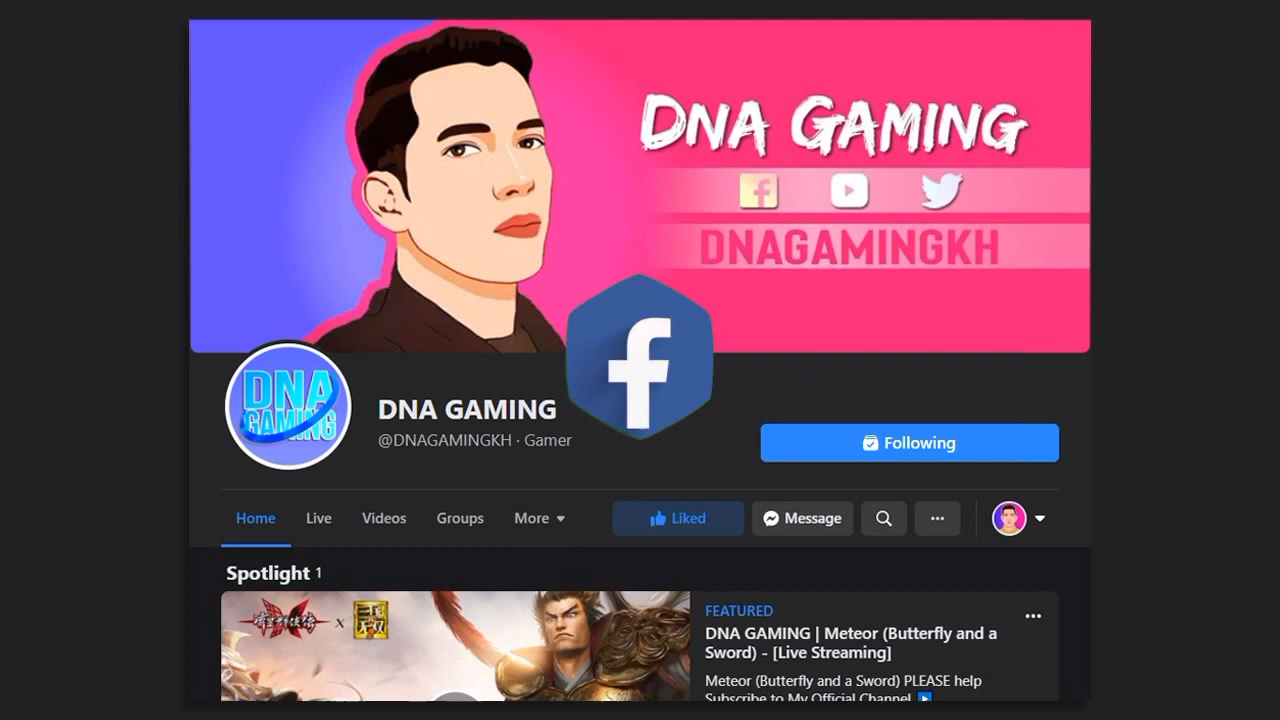 DNA GAMING
DNAGAMINGKH
DNA
GAMING
DNA GAMING
@DNAGAMINGKH · Gamer
Following
Home Live Videos Groups More Liked Message
Spotlight 1
x
FEATURED
DNA GAMING | Meteor (Butterfly and a
Sword) - [Live Streaming]
Meteor (Butterfly and a Sword) PLEASE help
Subscribe to My Official Channel